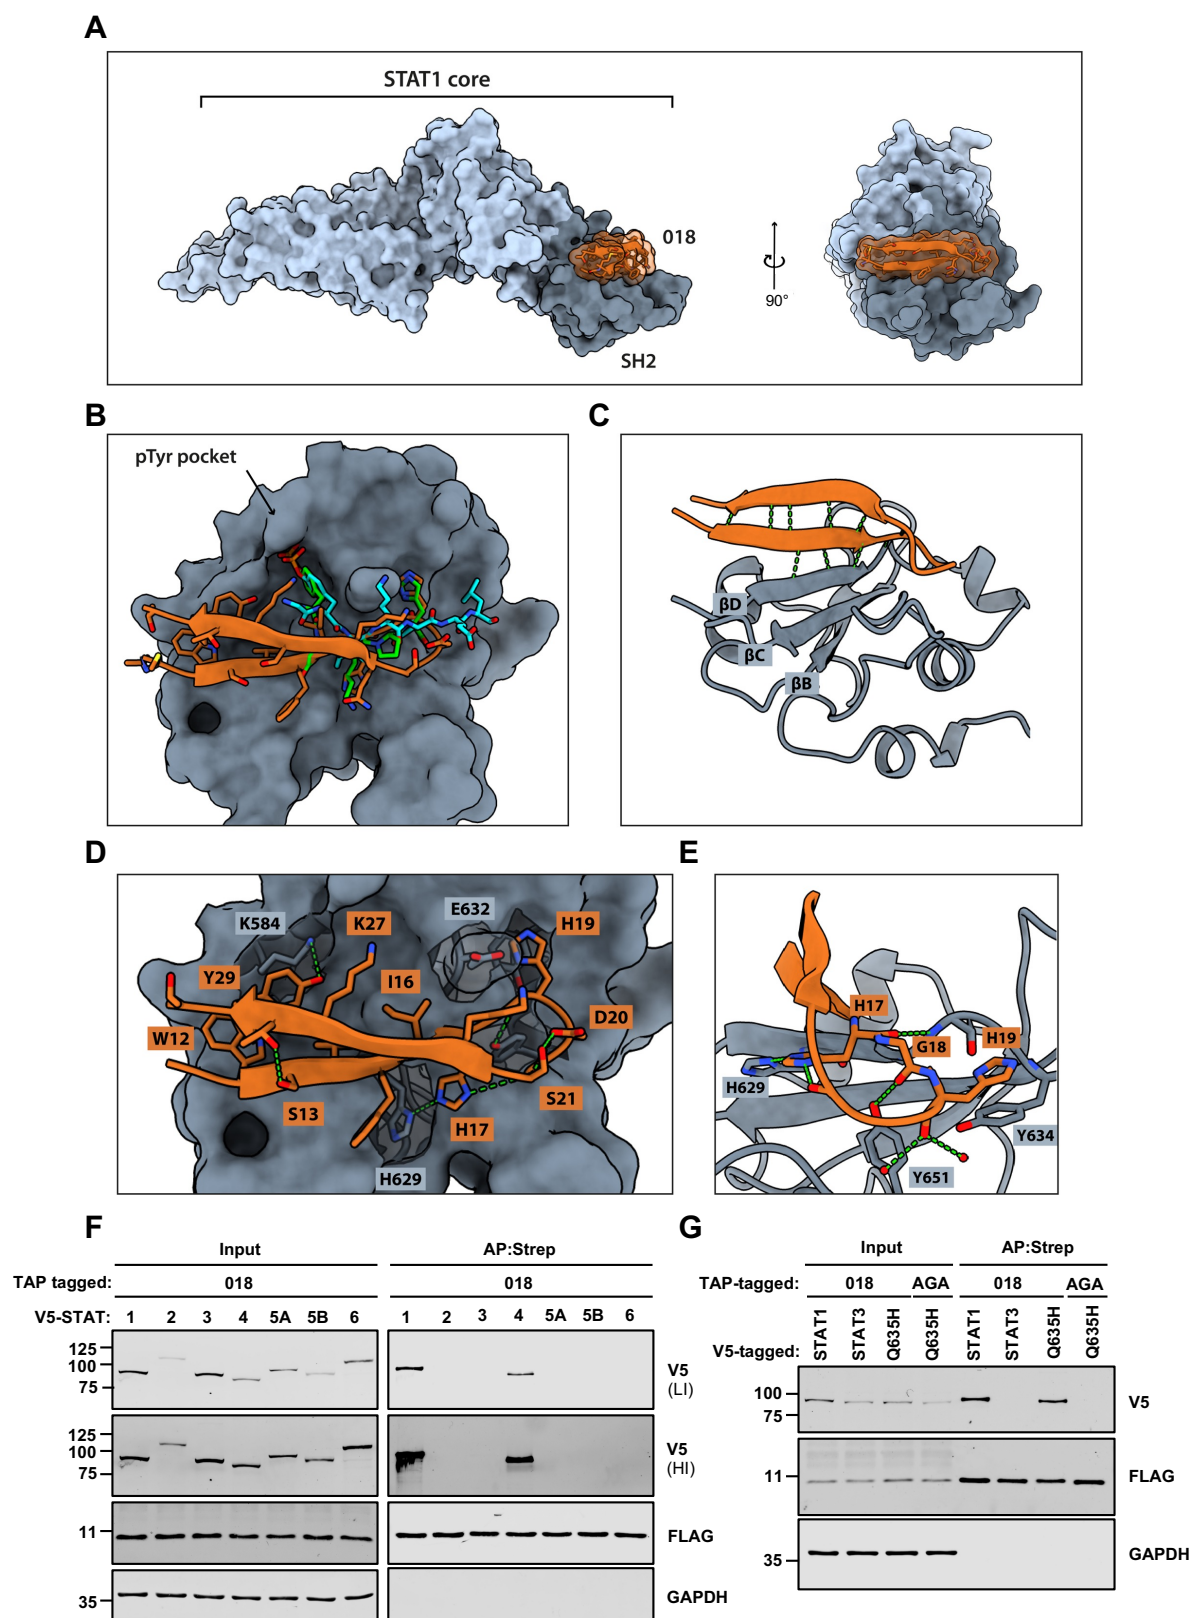 A
STAT1 core
018
90°
SH2
B
pTyr pocket
C
βD
βC
βB
D
K584
K27
E632
H19
Y29
I16
D20
W12
S13
S21
H17
H629
E
H17
G18
H19
H629
Y634
Y651
F
Input
AP:Strep
TAP tagged:
018
018
V5-STAT:
1 2 3 4 5A 5B 6
1 2 3 4 5A 5B 6
125
100
75
V5
(LI)
125
100
75
V5
(HI)
11
FLAG
35
GAPDH
G
Input
AP:Strep
TAP-tagged:
018
AGA
018
AGA
V5-tagged:
STAT1
STAT3
Q635H
Q635H
STAT1
STAT3
Q635H
Q635H
100
75
V5
11
FLAG
35
GAPDH